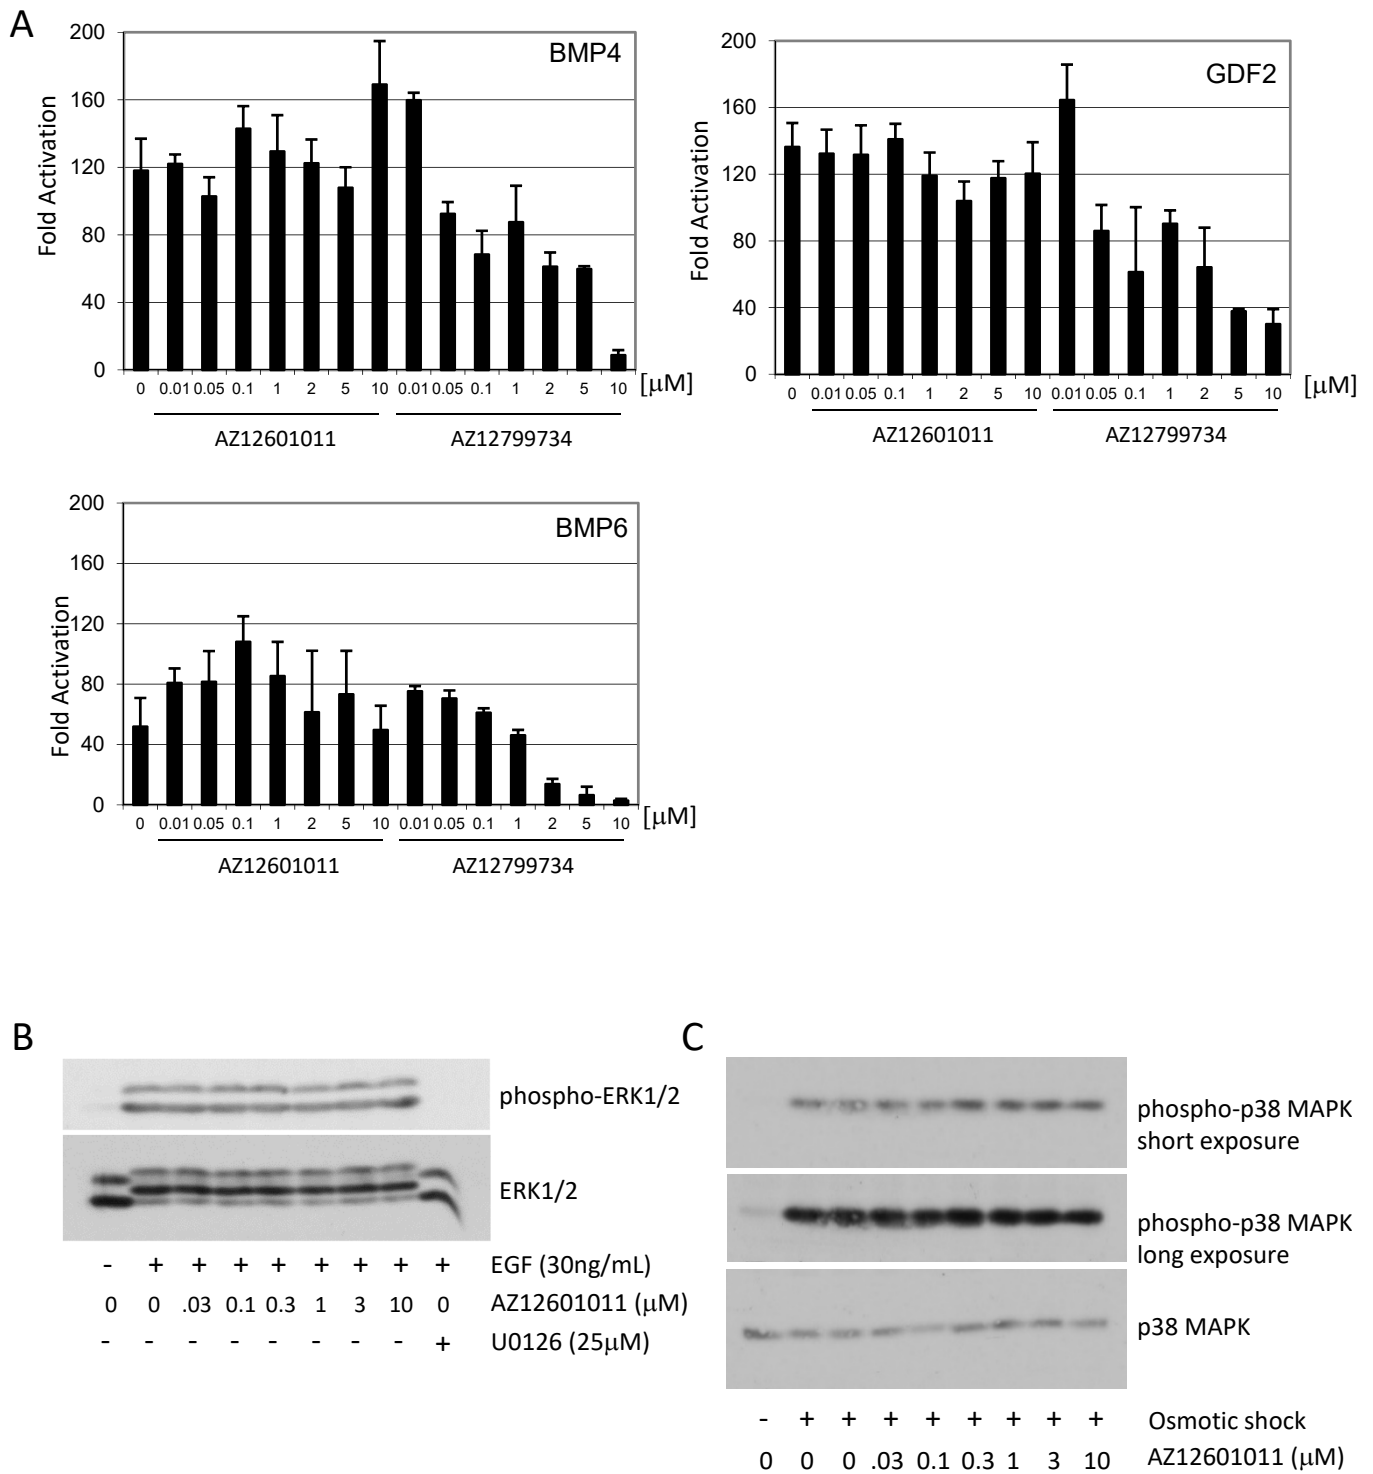 A
BMP4
Fold Activation
200
160
120
80
40
0
0 0.01 0.05 0.1 1 2 5 10 0.01 0.05 0.1 1 2 5 10 [μM]
AZ12601011 AZ12799734
GDF2
Fold Activation
200
160
120
80
40
0
0 0.01 0.05 0.1 1 2 5 10 0.01 0.05 0.1 1 2 5 10 [μM]
AZ12601011 AZ12799734
BMP6
Fold Activation
200
160
120
80
40
0
0 0.01 0.05 0.1 1 2 5 10 0.01 0.05 0.1 1 2 5 10 [μM]
AZ12601011 AZ12799734
B
phospho-ERK1/2
ERK1/2
- + + + + + + + + EGF (30ng/mL)
0 0 .03 0.1 0.3 1 3 10 0 AZ12601011 (μM)
- - - - - - - - + U0126 (25μM)
C
phospho-p38 MAPK
short exposure
phospho-p38 MAPK
long exposure
p38 MAPK
- + + + + + + + + Osmotic shock
0 0 0 .03 0.1 0.3 1 3 10 AZ12601011 (μM)